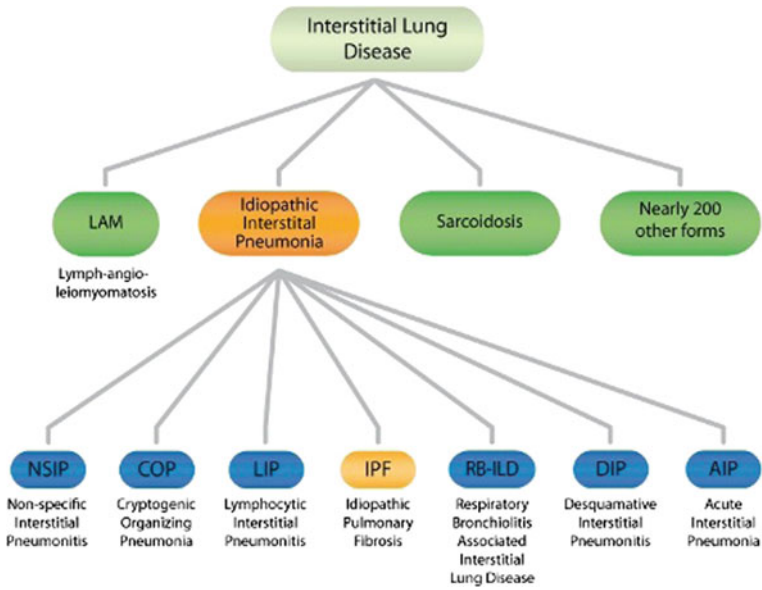 Interstitial Lung
Disease
LAM
Lymph-angio-
leiomyomatosis
Idiopathic
Interstital
Pneumonia
Sarcoidosis
Nearly 200
other forms
NSIP
Non-specific
Interstitial
Pneumonitis
COP
Cryptogenic
Organizing
Pneumonia
LIP
Lymphocytic
Interstitial
Pneumonitis
IPF
Idiopathic
Pulmonary
Fibrosis
RB-ILD
Respiratory
Bronchiolitis
Associated
Interstitial
Lung Disease
DIP
Desquamative
Interstitial
Pneumonitis
AIP
Acute
Interstitial
Pneumonia